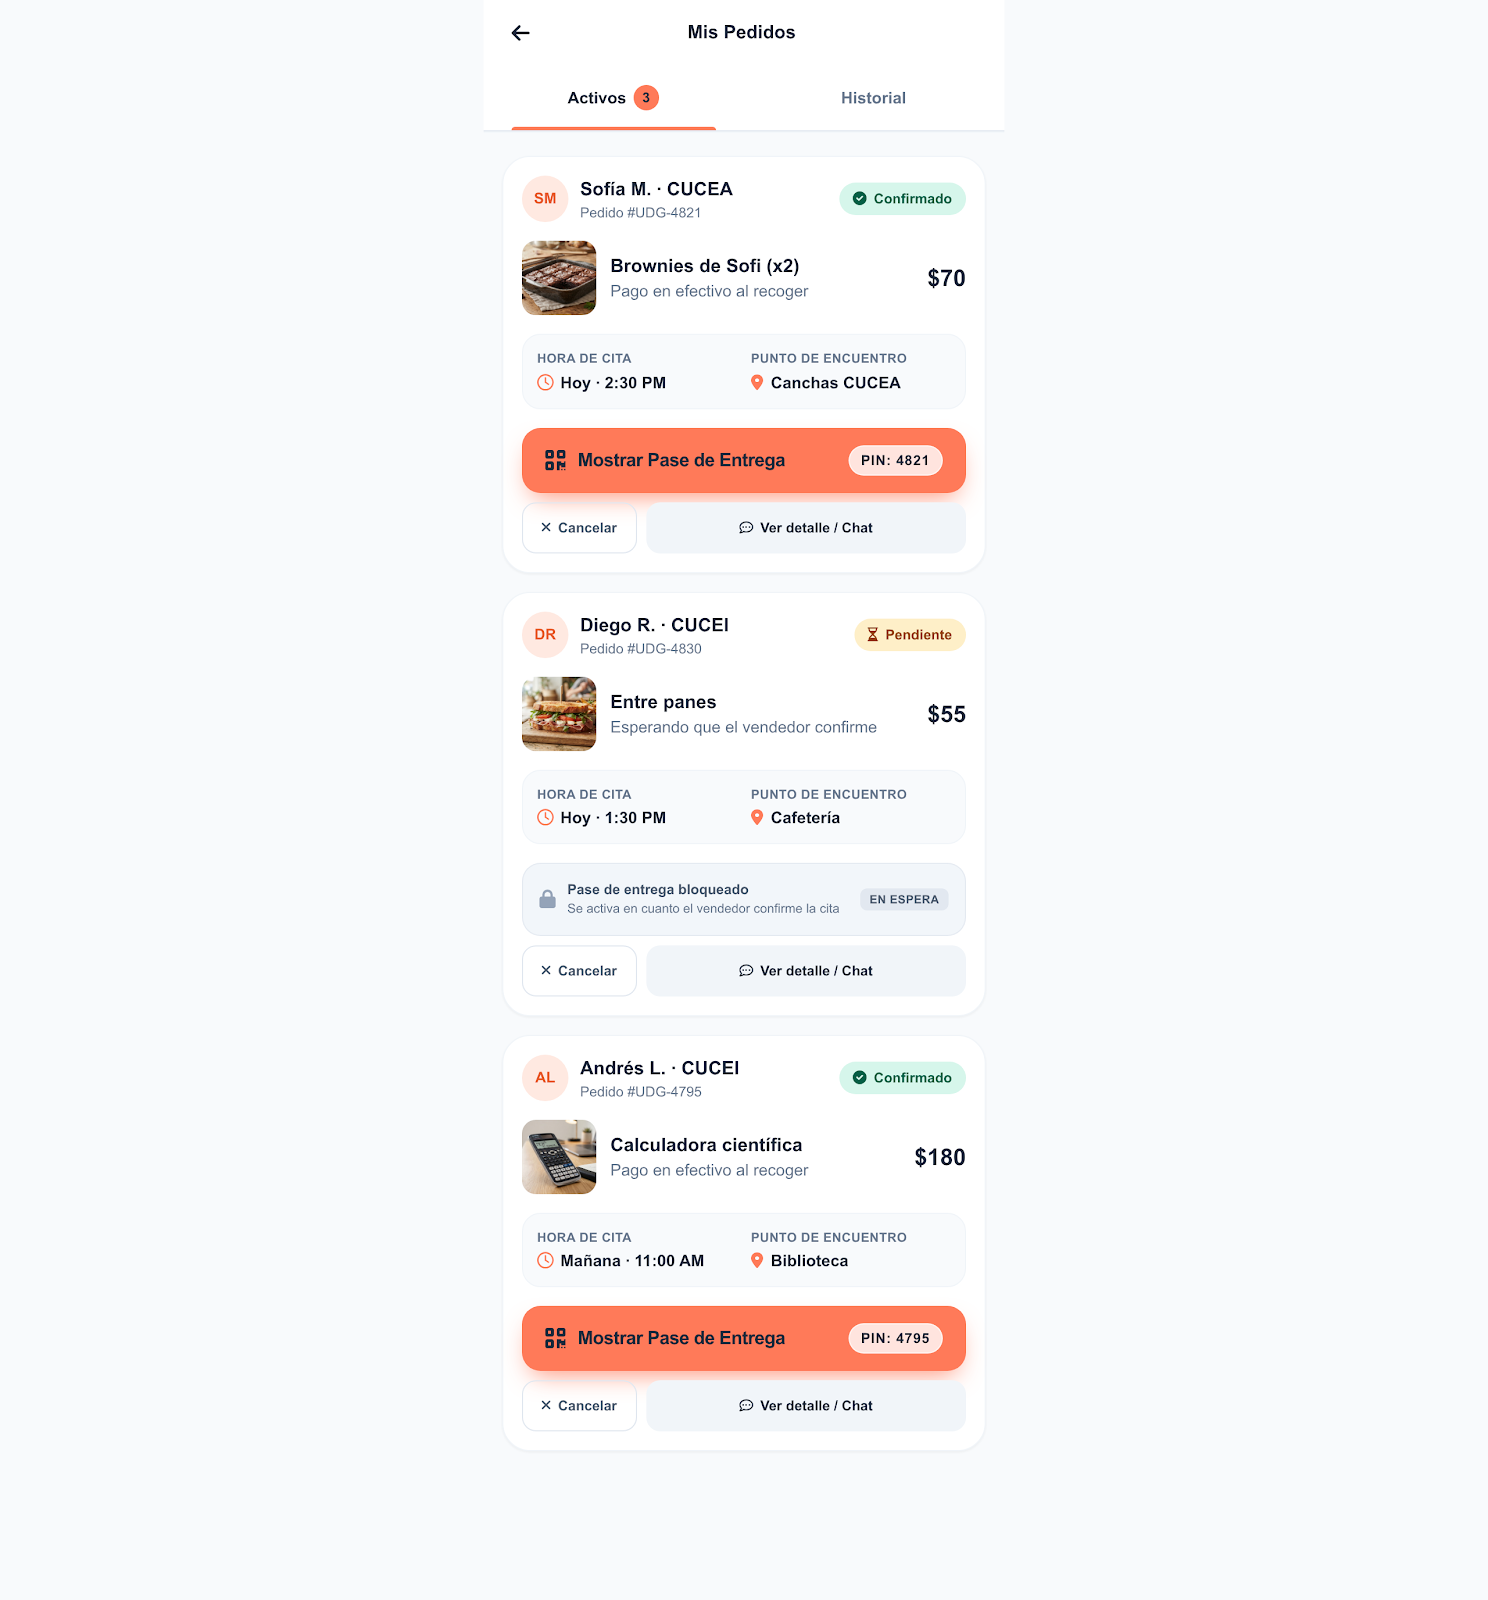 Mis Pedidos
Activos 3
Historial
SM
Sofía M. · CUCEA
Pedido #UDG-4821
Confirmado
Brownies de Sofi (x2)
Pago en efectivo al recoger
$70
HORA DE CITA
Hoy · 2:30 PM
PUNTO DE ENCUENTRO
Canchas CUCEA
Mostrar Pase de Entrega
PIN: 4821
Cancelar
Ver detalle / Chat
DR
Diego R. · CUCEI
Pedido #UDG-4830
Pendiente
Entre panes
Esperando que el vendedor confirme
$55
HORA DE CITA
Hoy · 1:30 PM
PUNTO DE ENCUENTRO
Cafetería
Pase de entrega bloqueado
Se activa en cuanto el vendedor confirme la cita
EN ESPERA
Cancelar
Ver detalle / Chat
AL
Andrés L. · CUCEI
Pedido #UDG-4795
Confirmado
Calculadora científica
Pago en efectivo al recoger
$180
HORA DE CITA
Mañana · 11:00 AM
PUNTO DE ENCUENTRO
Biblioteca
Mostrar Pase de Entrega
PIN: 4795
Cancelar
Ver detalle / Chat